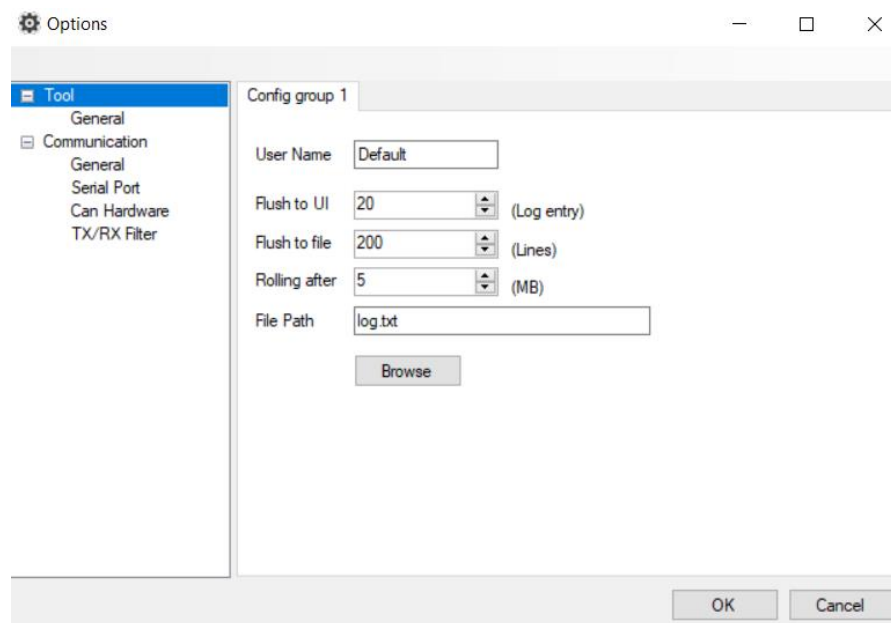 Options
Tool
General
Communication
General
Serial Port
Can Hardware
TX/RX Filter
Config group 1
User Name Default
Flush to UI 20 (Log entry)
Flush to file 200 (Lines)
Rolling after 5 (MB)
File Path log.txt
Browse
OK Cancel